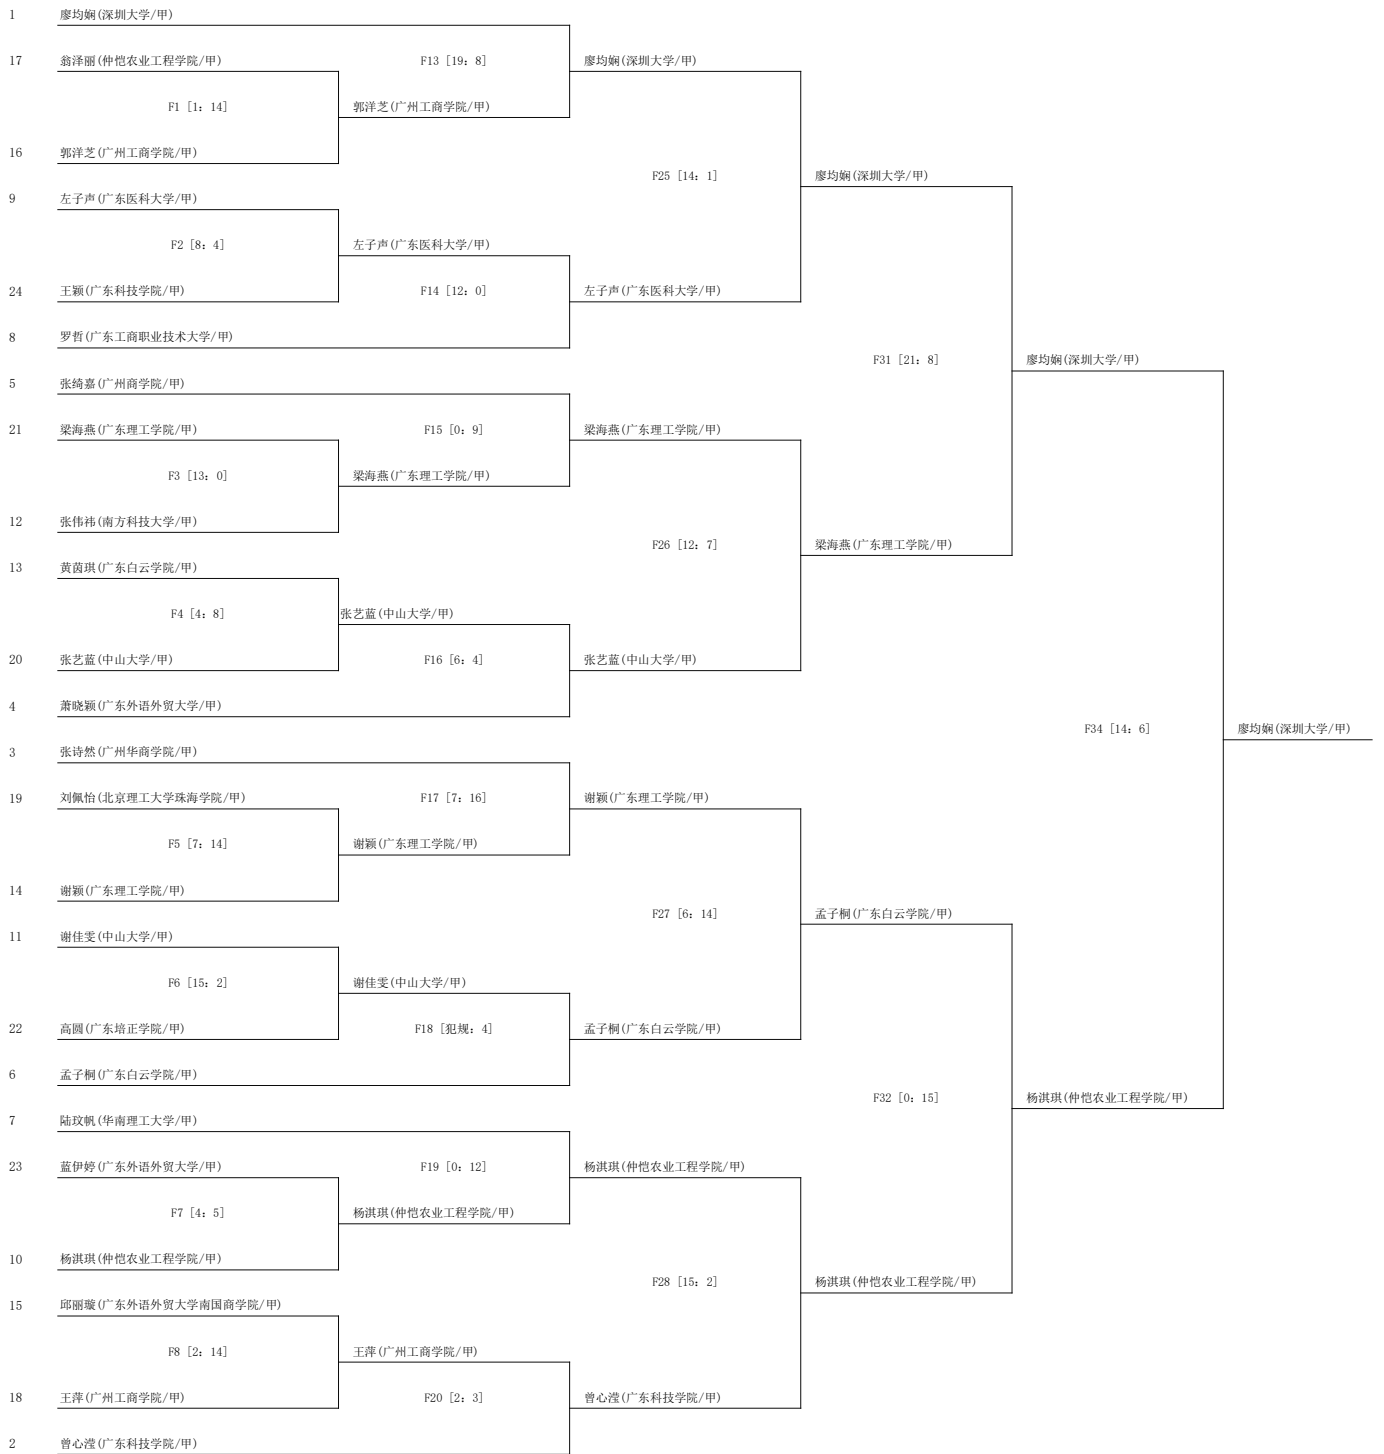 1 廖均娴(深圳大学/甲)
17 翁泽丽(仲恺农业工程学院/甲) F13 [19: 8] 廖均娴(深圳大学/甲)
F1 [1: 14] 郭洋芝(广州工商学院/甲)
16 郭洋芝(广州工商学院/甲)
F25 [14: 1] 廖均娴(深圳大学/甲)
9 左子声(广东医科大学/甲)
F2 [8: 4] 左子声(广东医科大学/甲)
24 王颖(广东科技学院/甲) F14 [12: 0] 左子声(广东医科大学/甲)
8 罗哲(广东工商职业技术大学/甲)
F31 [21: 8] 廖均娴(深圳大学/甲)
5 张绮嘉(广州商学院/甲)
21 梁海燕(广东理工学院/甲) F15 [0: 9] 梁海燕(广东理工学院/甲)
F3 [13: 0] 梁海燕(广东理工学院/甲)
12 张伟祎(南方科技大学/甲)
F26 [12: 7] 梁海燕(广东理工学院/甲)
13 黄茵琪(广东白云学院/甲)
F4 [4: 8] 张艺蓝(中山大学/甲)
20 张艺蓝(中山大学/甲) F16 [6: 4] 张艺蓝(中山大学/甲)
4 萧晓颖(广东外语外贸大学/甲)
F34 [14: 6] 廖均娴(深圳大学/甲)
3 张诗然(广州华商学院/甲)
19 刘佩怡(北京理工大学珠海学院/甲) F17 [7: 16] 谢颖(广东理工学院/甲)
F5 [7: 14] 谢颖(广东理工学院/甲)
14 谢颖(广东理工学院/甲)
F27 [6: 14] 孟子桐(广东白云学院/甲)
11 谢佳雯(中山大学/甲)
F6 [15: 2] 谢佳雯(中山大学/甲)
22 高圆(广东培正学院/甲) F18 [犯规: 4] 孟子桐(广东白云学院/甲)
6 孟子桐(广东白云学院/甲)
F32 [0: 15] 杨淇琪(仲恺农业工程学院/甲)
7 陆玟帆(华南理工大学/甲)
23 蓝伊婷(广东外语外贸大学/甲) F19 [0: 12] 杨淇琪(仲恺农业工程学院/甲)
F7 [4: 5] 杨淇琪(仲恺农业工程学院/甲)
10 杨淇琪(仲恺农业工程学院/甲)
F28 [15: 2] 杨淇琪(仲恺农业工程学院/甲)
15 邱丽璇(广东外语外贸大学南国商学院/甲)
F8 [2: 14] 王萍(广州工商学院/甲)
18 王萍(广州工商学院/甲) F20 [2: 3] 曾心滢(广东科技学院/甲)
2 曾心滢(广东科技学院/甲)